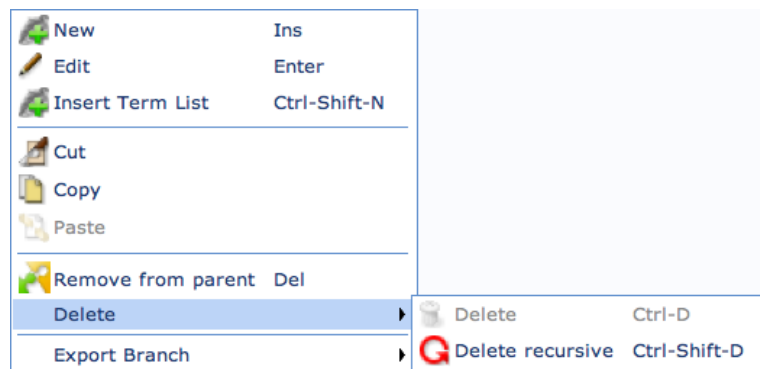 New Ins
Edit Enter
Insert Term List Ctrl-Shift-N
Cut
Copy
Paste
Remove from parent Del
Delete
Delete Ctrl-D
Export Branch
Delete recursive Ctrl-Shift-D